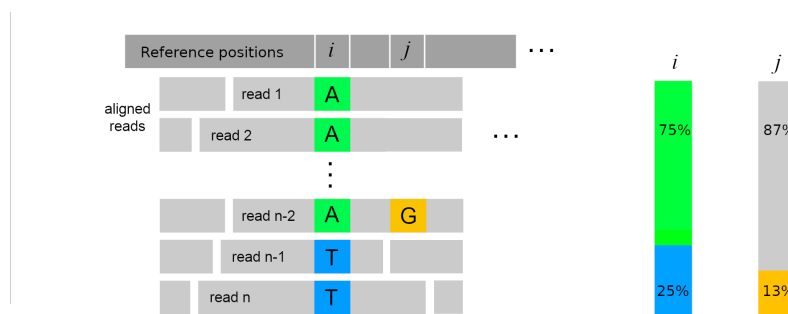 Reference positions i j ...
i j
read 1 A
aligned
reads
read 2 A ...
75% 87%
read n-2 A G
read n-1 T
read n T
25% 13%